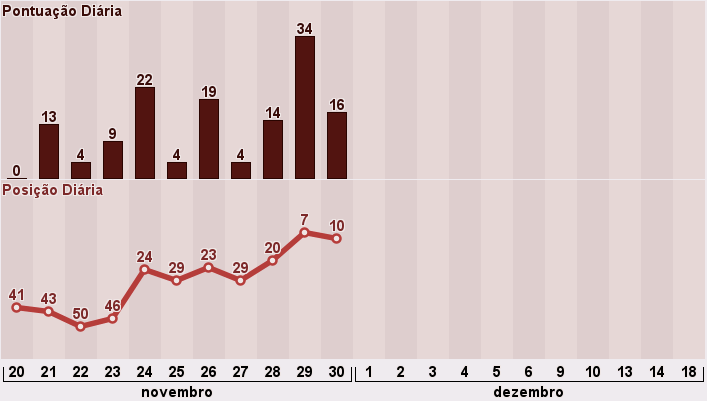 Pontuação Diária
0 13 4 9 22 4 19 4 14 34 16
Posição Diária
41 43 50 46 24 29 23 29 20 7 10
20 21 22 23 24 25 26 27 28 29 30 1 2 3 4 5 6 9 10 13 14 18
novembro dezembro